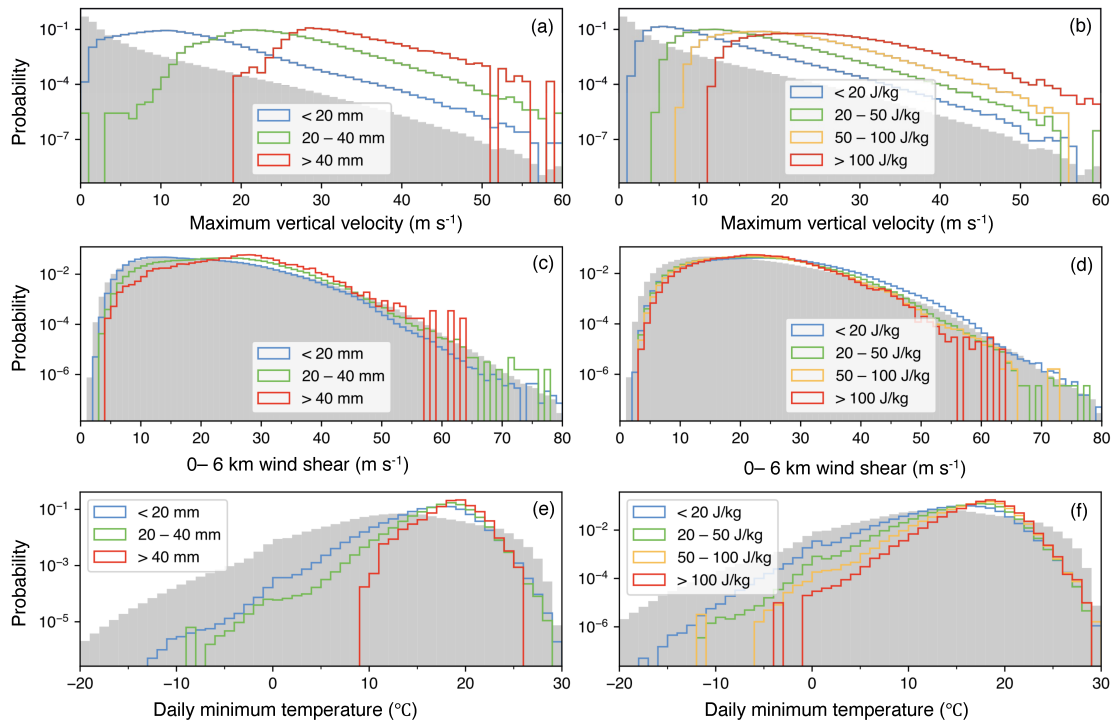 (a)
Probability
10⁻¹
10⁻⁴
10⁻⁷
< 20 mm
20 – 40 mm
> 40 mm
0 10 20 30 40 50 60
Maximum vertical velocity (m s⁻¹)
(b)
10⁻¹
10⁻⁴
10⁻⁷
< 20 J/kg
20 – 50 J/kg
50 – 100 J/kg
> 100 J/kg
0 10 20 30 40 50 60
Maximum vertical velocity (m s⁻¹)
(c)
Probability
10⁻²
10⁻⁴
10⁻⁶
< 20 mm
20 – 40 mm
> 40 mm
0 10 20 30 40 50 60 70 80
0– 6 km wind shear (m s⁻¹)
(d)
10⁻²
10⁻⁴
10⁻⁶
< 20 J/kg
20 – 50 J/kg
50 – 100 J/kg
> 100 J/kg
0 10 20 30 40 50 60 70 80
0– 6 km wind shear (m s⁻¹)
(e)
Probability
10⁻¹
10⁻³
10⁻⁵
< 20 mm
20 – 40 mm
> 40 mm
−20 −10 0 10 20 30
Daily minimum temperature (°C)
(f)
10⁻²
10⁻⁴
10⁻⁶
< 20 J/kg
20 – 50 J/kg
50 – 100 J/kg
> 100 J/kg
−20 −10 0 10 20 30
Daily minimum temperature (°C)